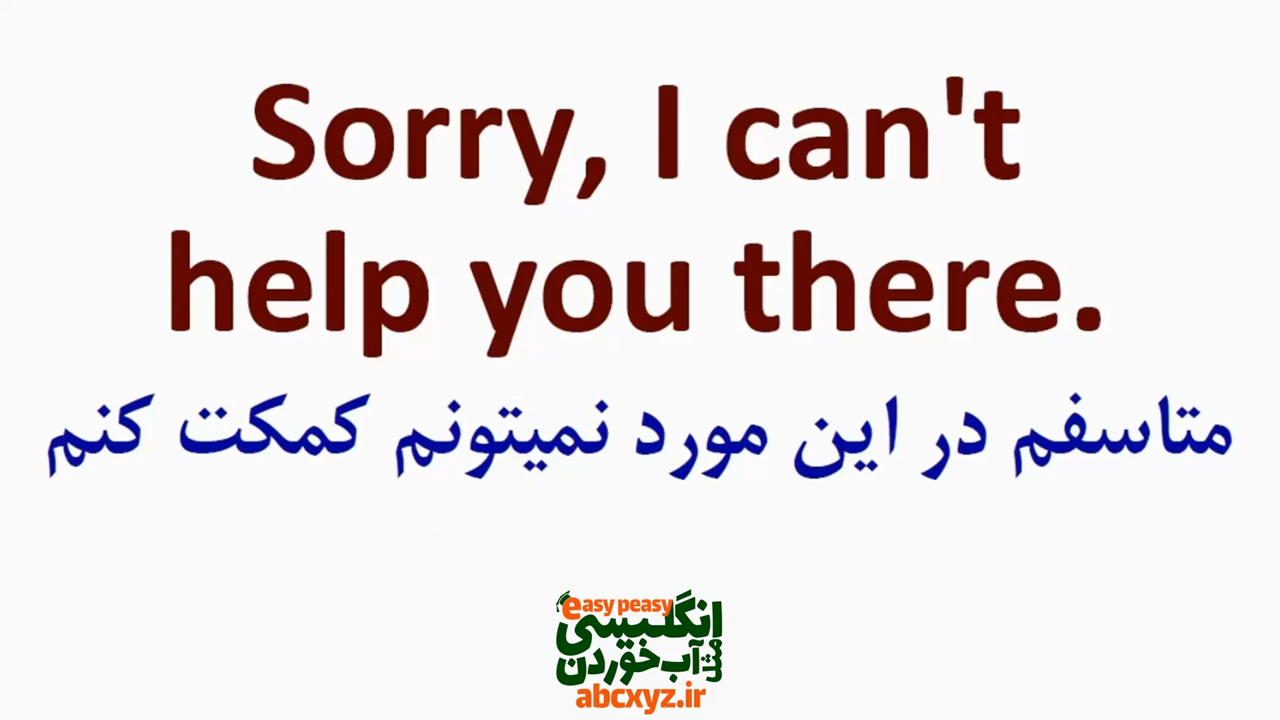 Sorry, I can't
help you there.
متاسفم در این مورد نمیتونم کمکت کنم
easy peasy
انگلیسی
مثل آب خوردن
abcxyz.ir